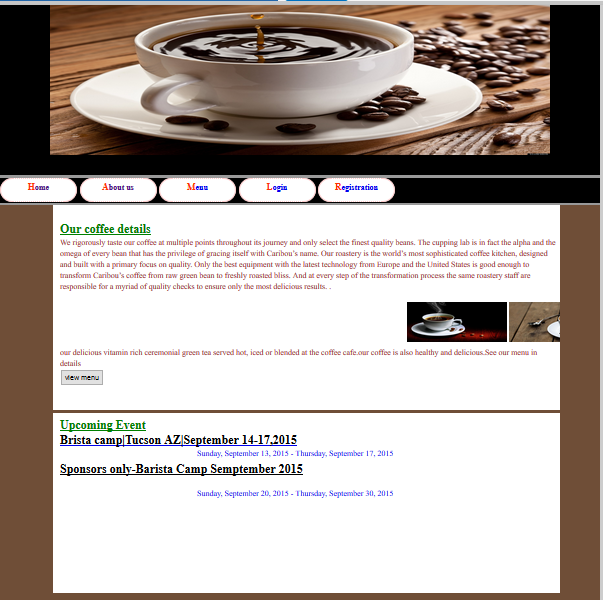 Home About us Menu Login Registration
Our coffee details
We rigorously taste our coffee at multiple points throughout its journey and only select the finest quality beans. The cupping lab is in fact the alpha and the
omega of every bean that has the privilege of gracing itself with Caribou's name. Our roastery is the world's most sophisticated coffee kitchen, designed
and built with a primary focus on quality. Only the best equipment with the latest technology from Europe and the United States is good enough to
transform Caribou's coffee from raw green bean to freshly roasted bliss. And at every step of the transformation process the same roastery staff are
responsible for a myriad of quality checks to ensure only the most delicious results. .
our delicious vitamin rich ceremonial green tea served hot, iced or blended at the coffee cafe.our coffee is also healthy and delicious.See our menu in
details
view menu
Upcoming Event
Brista camp|Tucson AZ|September 14-17,2015
Sunday, September 13, 2015 - Thursday, September 17, 2015
Sponsors only-Barista Camp Semptember 2015
Sunday, September 20, 2015 - Thursday, September 30, 2015